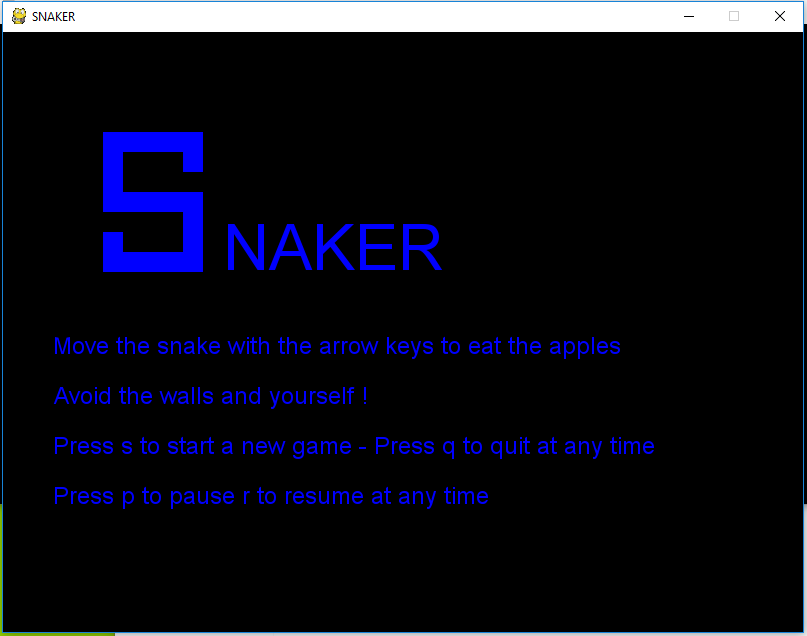 SNAKER
SNAKER
Move the snake with the arrow keys to eat the apples
Avoid the walls and yourself !
Press s to start a new game - Press q to quit at any time
Press p to pause r to resume at any time